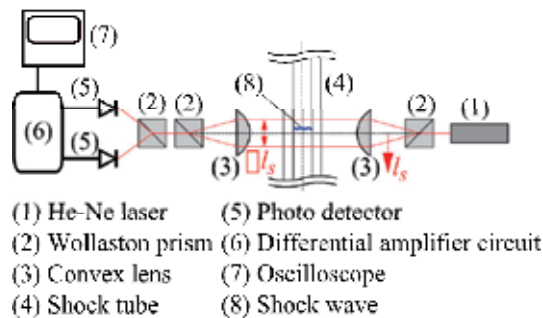 (7)
(5)
(2) (2)
(8)
(4)
(2)
(1)
(6)
(5)
(3)
l_s
(3)
l_s
(1) He-Ne laser (5) Photo detector
(2) Wollaston prism (6) Differential amplifier circuit
(3) Convex lens (7) Oscilloscope
(4) Shock tube (8) Shock wave